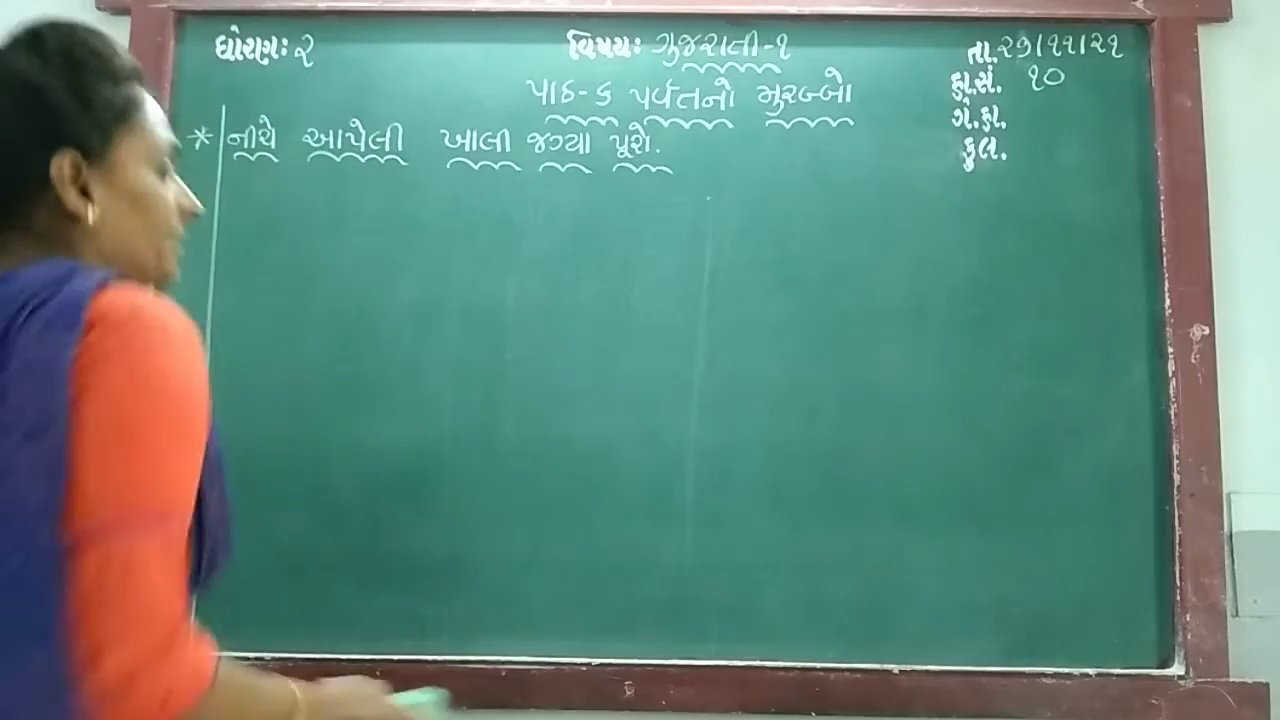 ધોરણઃ ૨
વિષયઃ ગુજરાતી-૧
તા.૨૭/૧૧/૨૧
પાઠ-૬ પર્વતનો મુરબ્બો
હા.સં. ૧૦
ગે.હા.
કુલ.
* નીચે આપેલી ખાલી જગ્યા પૂરો.